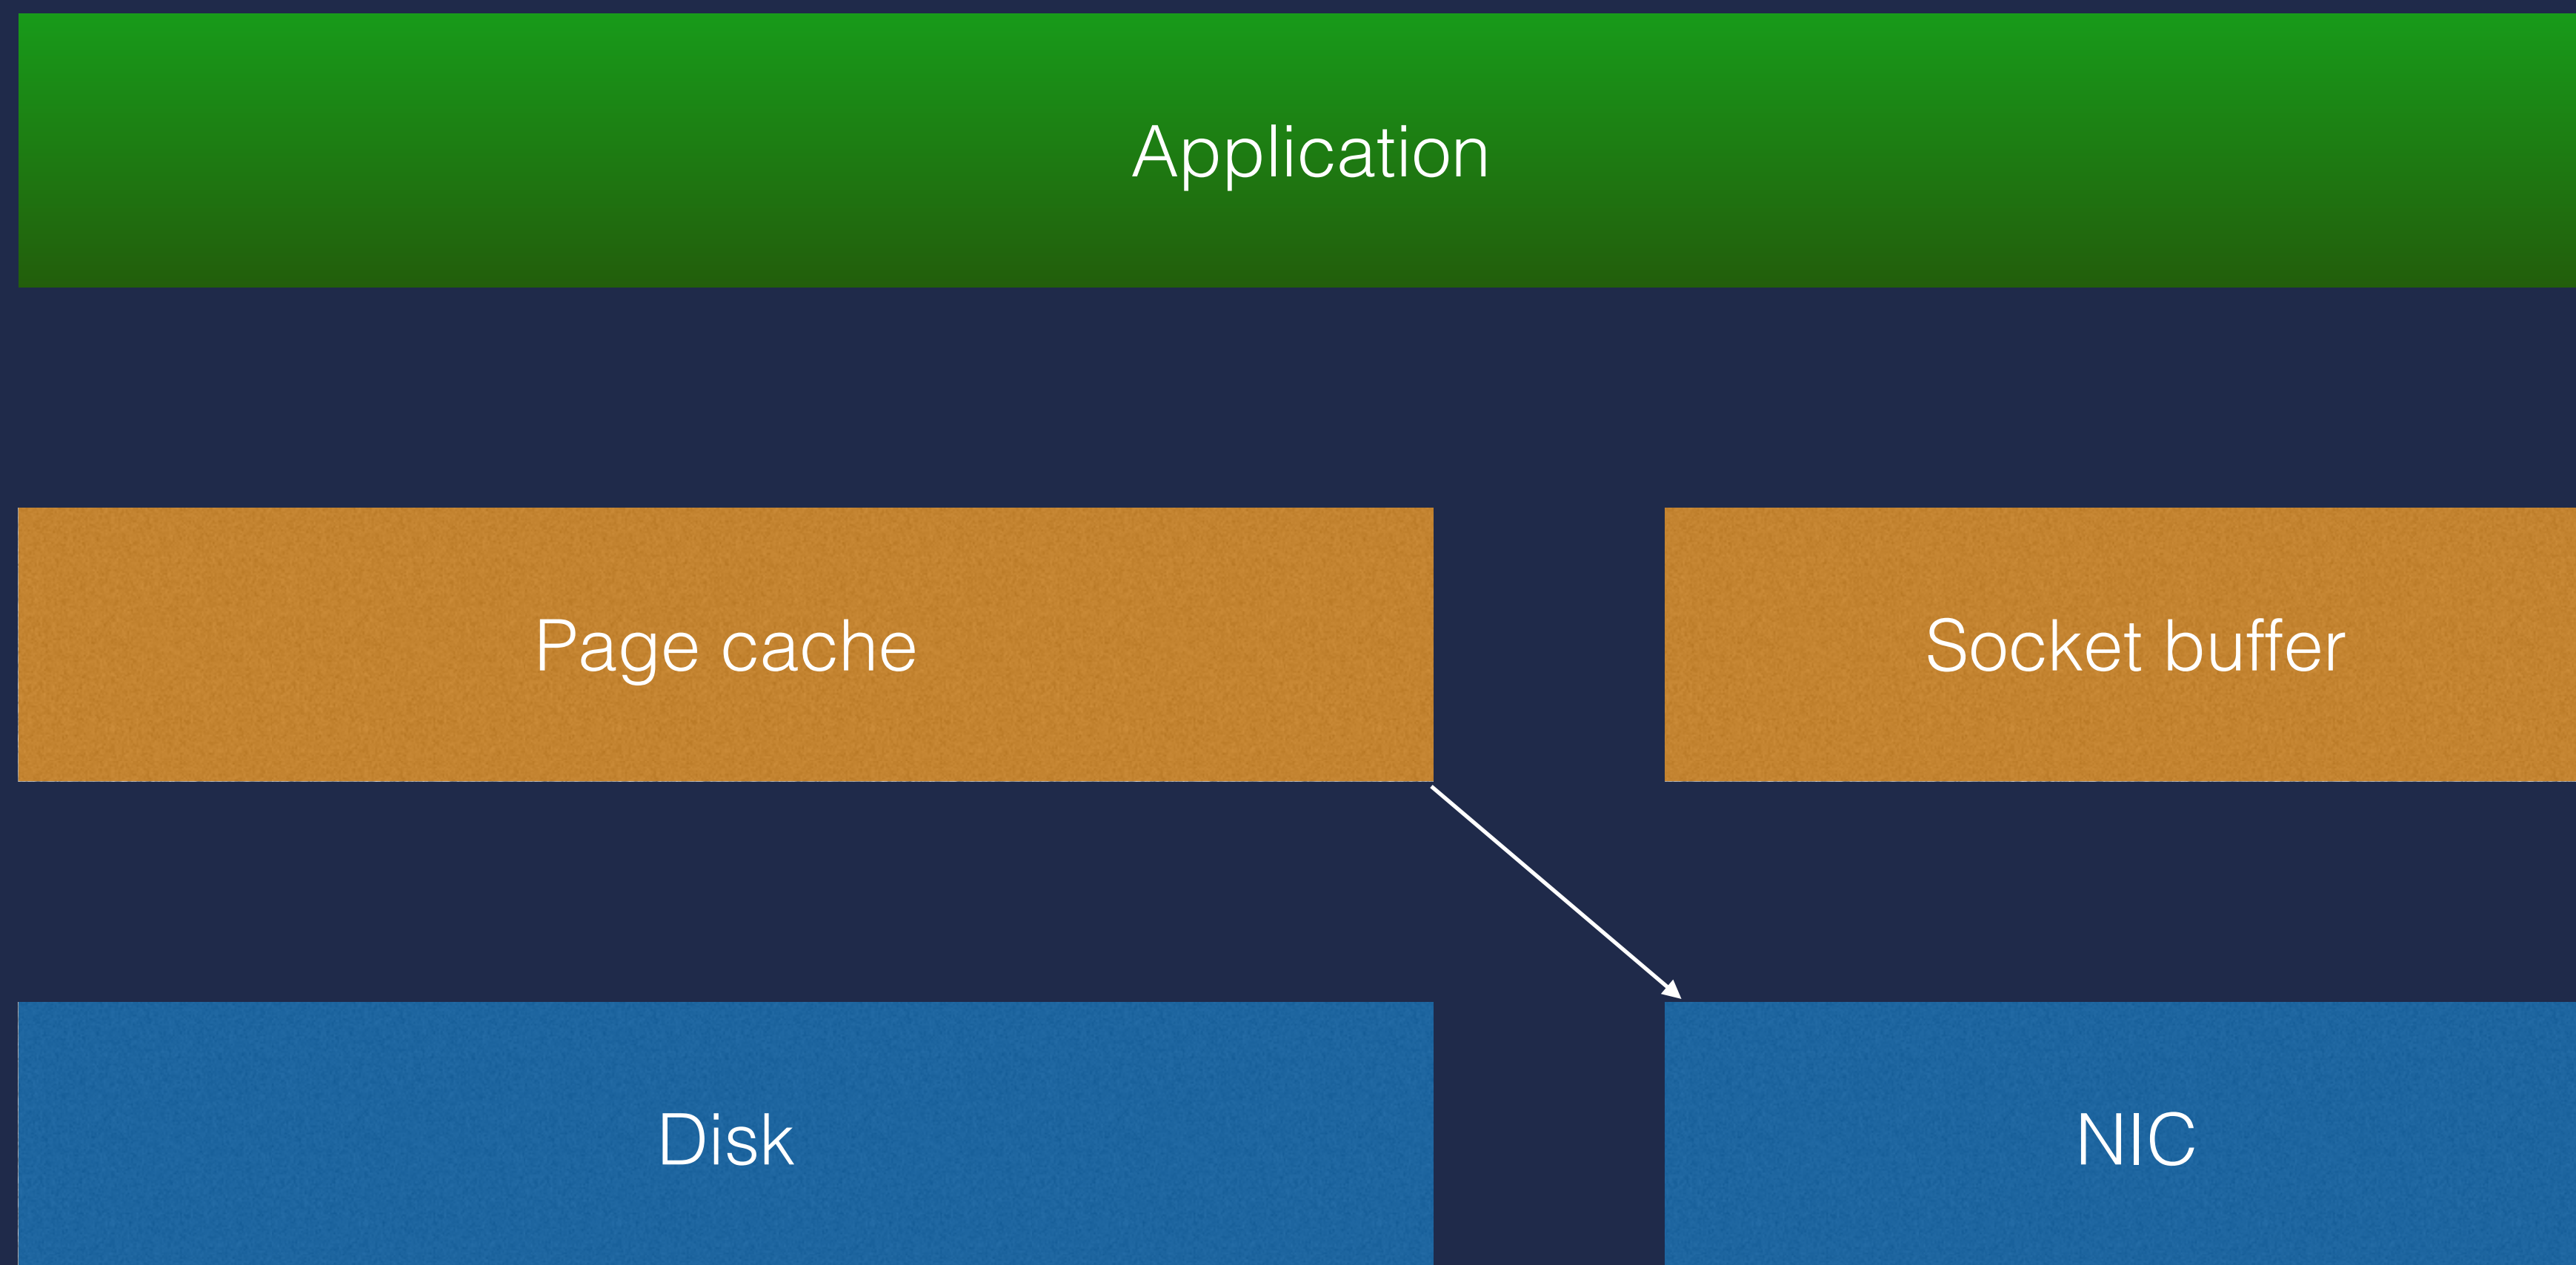 Application
Page cache
Socket buffer
Disk
NIC